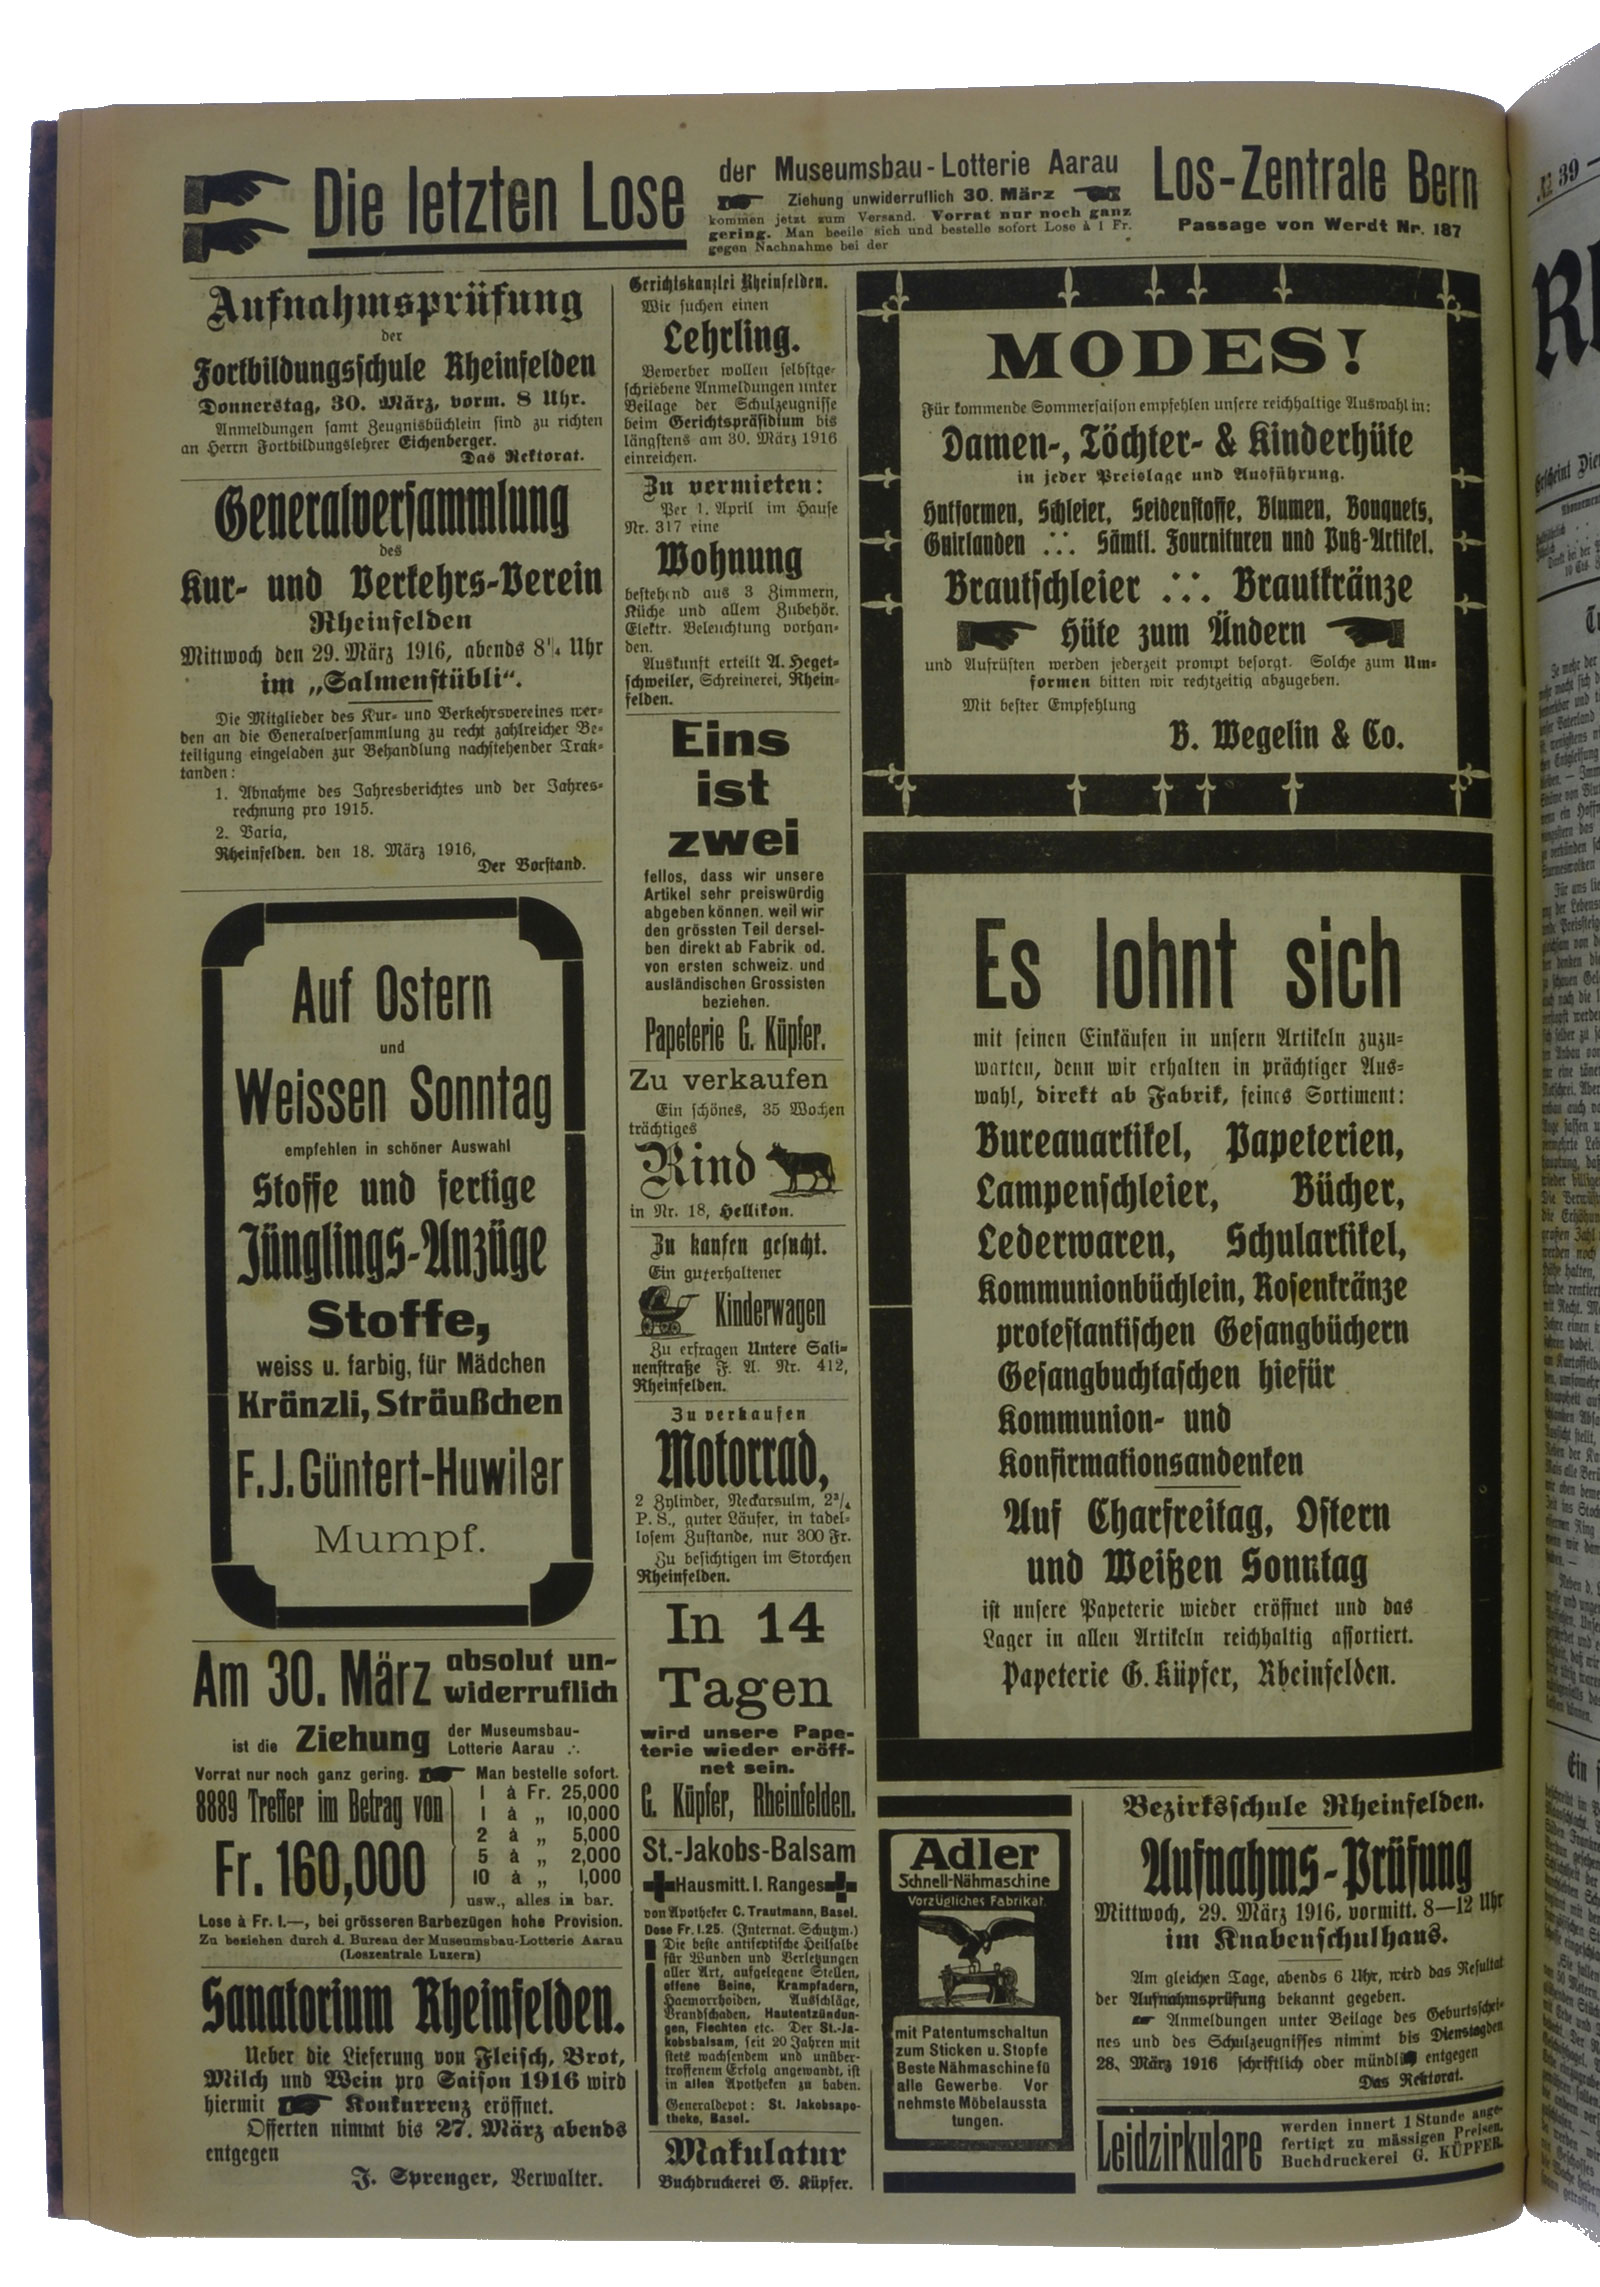 Die letzten Lose
der Museumsbau-Lotterie Aarau
Ziehung unwiderruflich 30. März
kommen jetzt zum Versand. Vorrat nur noch ganz
gering. Man beeile sich und bestelle sofort Lose à 1 Fr.
gegen Nachnahme bei der
Los-Zentrale Bern
Passage von Werdt Nr. 187
Aufnahmsprüfung
der
Fortbildungsschule Rheinfelden
Donnerstag, 30. März, vorm. 8 Uhr.
Anmeldungen samt Zeugnisbüchlein sind zu richten
an Herrn Fortbildungslehrer Eichenberger.
Das Rektorat.
Generalversammlung
des
Kur- und Verkehrs-Verein
Rheinfelden
Mittwoch den 29. März 1916, abends 8¼ Uhr
im „Salmenstübli“.
Die Mitglieder des Kur- und Verkehrsvereines wer-
den an die Generalversammlung zu recht zahlreicher Be-
teiligung eingeladen zur Behandlung nachstehender Trak-
tanden:
1. Abnahme des Jahresberichtes und der Jahres-
rechnung pro 1915.
2. Varia,
Rheinfelden. den 18. März 1916,
Der Vorstand.
Auf Ostern
und
Weissen Sonntag
empfehlen in schöner Auswahl
Stoffe und fertige
Jünglings-Anzüge
Stoffe,
weiss u. farbig, für Mädchen
Kränzli, Sträußchen
F. J. Güntert-Huwiler
Mumpf.
Am 30. März absolut un-
widerruflich
ist die Ziehung der Museumsbau-
Lotterie Aarau ∴
Vorrat nur noch ganz gering. Man bestelle sofort.
8889 Treffer im Betrag von
Fr. 160,000
1 à Fr. 25,000
1 à „ 10,000
2 à „ 5,000
5 à „ 2,000
10 à „ 1,000
usw., alles in bar.
Lose à Fr. 1.—, bei grösseren Barbezügen hohe Provision.
Zu beziehen durch d. Bureau der Museumsbau-Lotterie Aarau
(Loszentrale Luzern)
Sanatorium Rheinfelden.
Ueber die Lieferung von Fleisch, Brot,
Milch und Wein pro Saison 1916 wird
hiermit Konkurrenz eröffnet.
Offerten nimmt bis 27. März abends
entgegen
J. Sprenger, Verwalter.
Gerichtskanzlei Rheinfelden.
Wir suchen einen
Lehrling.
Bewerber wollen selbstge-
schriebene Anmeldungen unter
Beilage der Schulzeugnisse
beim Gerichtspräsidium bis
längstens am 30. März 1916
einreichen.
Zu vermieten:
Per 1. April im Hause
Nr. 317 eine
Wohnung
bestehend aus 3 Zimmern,
Küche und allem Zubehör.
Elektr. Beleuchtung vorhan-
den.
Auskunft erteilt A. Heget-
schweiler, Schreinerei, Rhein-
felden.
Eins
ist
zwei
fellos, dass wir unsere
Artikel sehr preiswürdig
abgeben können. weil wir
den grössten Teil dersel-
ben direkt ab Fabrik od.
von ersten schweiz. und
ausländischen Grossisten
beziehen.
Papeterie G. Küpfer.
Zu verkaufen
Ein schönes, 35 Wochen
trächtiges
Rind
in Nr. 18, Hellikon.
Zu kaufen gesucht.
Ein guterhaltener
Kinderwagen
Zu erfragen Untere Sali-
nenstraße F. A. Nr. 412,
Rheinfelden.
Zu verkaufen
Motorrad,
2 Zylinder, Neckarsulm, 2¾
P. S., guter Läufer, in tadel-
losem Zustande, nur 300 Fr.
Zu besichtigen im Storchen
Rheinfelden.
In 14
Tagen
wird unsere Pape-
terie wieder eröff-
net sein.
G. Küpfer, Rheinfelden.
St.-Jakobs-Balsam
Hausmitt. I. Ranges
von Apotheker C. Trautmann, Basel.
Dose Fr. 1.25. (Internat. Schutzm.)
Die beste antiseptische Heilsalbe
für Wunden und Verletzungen
aller Art, aufgelegene Stellen,
offene Beine, Krampfadern,
Haemorrhoiden, Ausschläge,
Brandschaden, Hautentzündun-
gen, Flechten etc. Der St.-Ja-
kobsbalsam, seit 20 Jahren mit
stets wachsendem und unüber-
troffenem Erfolg angewandt, ist
in allen Apotheken zu haben.
Generaldepot: St. Jakobsapo-
theke, Basel.
Makulatur
Buchdruckerei G. Küpfer.
MODES!
Für kommende Sommersaison empfehlen unsere reichhaltige Auswahl in:
Damen-, Töchter- & Kinderhüte
in jeder Preislage und Ausführung.
Hutformen, Schleier, Seidenstoffe, Blumen, Bouquets,
Guirlanden ∴ Sämtl. Fournituren und Putz-Artikel.
Brautschleier ∴ Brautkränze
Hüte zum Ändern
und Aufrüsten werden jederzeit prompt besorgt. Solche zum Um-
formen bitten wir rechtzeitig abzugeben.
Mit bester Empfehlung
B. Wegelin & Co.
Es lohnt sich
mit seinen Einkäufen in unsern Artikeln zuzu-
warten, denn wir erhalten in prächtiger Aus-
wahl, direkt ab Fabrik, feines Sortiment:
Bureauartikel, Papeterien,
Lampenschleier, Bücher,
Lederwaren, Schulartikel,
Kommunionbüchlein, Rosenkränze
protestantischen Gesangbüchern
Gesangbuchtaschen hiefür
Kommunion- und
Konfirmationsandenken
Auf Charfreitag, Ostern
und Weißen Sonntag
ist unsere Papeterie wieder eröffnet und das
Lager in allen Artikeln reichhaltig assortiert.
Papeterie G. Küpfer, Rheinfelden.
Adler
Schnell-Nähmaschine
Vorzügliches Fabrikat.
mit Patentumschaltun
zum Sticken u. Stopfe
Beste Nähmaschine fü
alle Gewerbe. Vor
nehmste Möbelaussta
tungen.
Bezirksschule Rheinfelden.
Aufnahms-Prüfung
Mittwoch, 29. März 1916, vormitt. 8—12 Uhr
im Knabenschulhaus.
Am gleichen Tage, abends 6 Uhr, wird das Resultat
der Aufnahmsprüfung bekannt gegeben.
Anmeldungen unter Beilage des Geburtsschei-
nes und des Schulzeugnisses nimmt bis Dienstag den
28. März 1916 schriftlich oder mündlich entgegen
Das Rektorat.
Leidzirkulare
werden innert 1 Stunde ange-
fertigt zu mässigen Preisen.
Buchdruckerei G. KÜPFER.
№ 39